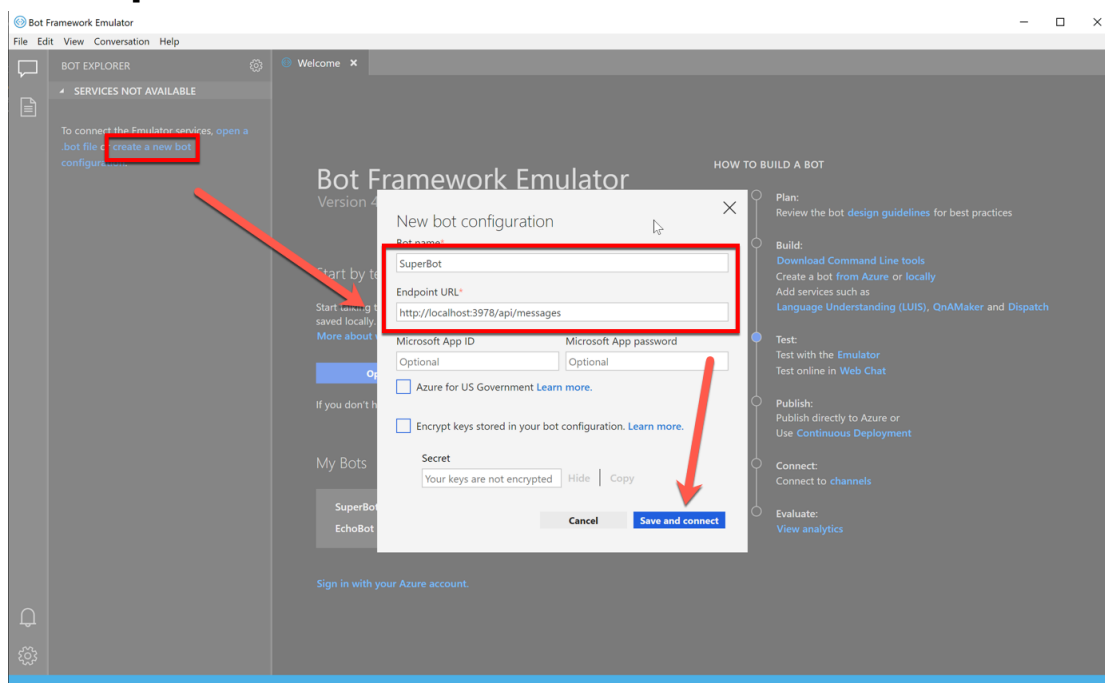 Bot Framework Emulator
File Edit View Conversation Help
BOT EXPLORER
Welcome
SERVICES NOT AVAILABLE
To connect the Emulator services, open a
.bot file or create a new bot
configuration.
Bot Framework Emulator
Version 4
Start by te
Start talking t
saved locally.
More about
Op
If you don't h
My Bots
SuperBot
EchoBot
Sign in with your Azure account.
New bot configuration
Bot name*
SuperBot
Endpoint URL*
http://localhost:3978/api/messages
Microsoft App ID Microsoft App password
Optional Optional
Azure for US Government Learn more.
Encrypt keys stored in your bot configuration. Learn more.
Secret
Your keys are not encrypted Hide Copy
Cancel Save and connect
HOW TO BUILD A BOT
Plan:
Review the bot design guidelines for best practices
Build:
Download Command Line tools
Create a bot from Azure or locally
Add services such as
Language Understanding (LUIS), QnAMaker and Dispatch
Test:
Test with the Emulator
Test online in Web Chat
Publish:
Publish directly to Azure or
Use Continuous Deployment
Connect:
Connect to channels
Evaluate:
View analytics